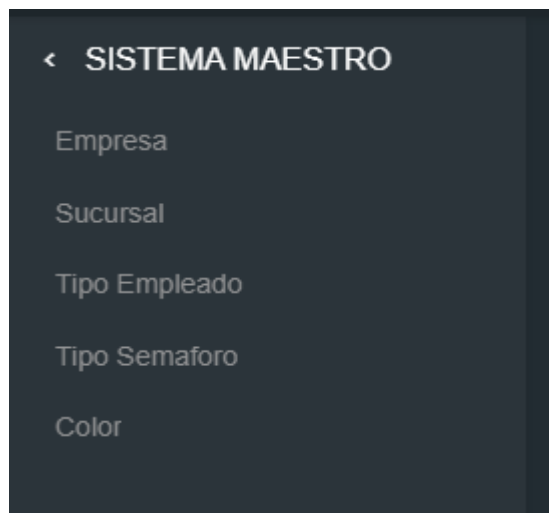 ‹ SISTEMA MAESTRO
Empresa
Sucursal
Tipo Empleado
Tipo Semaforo
Color